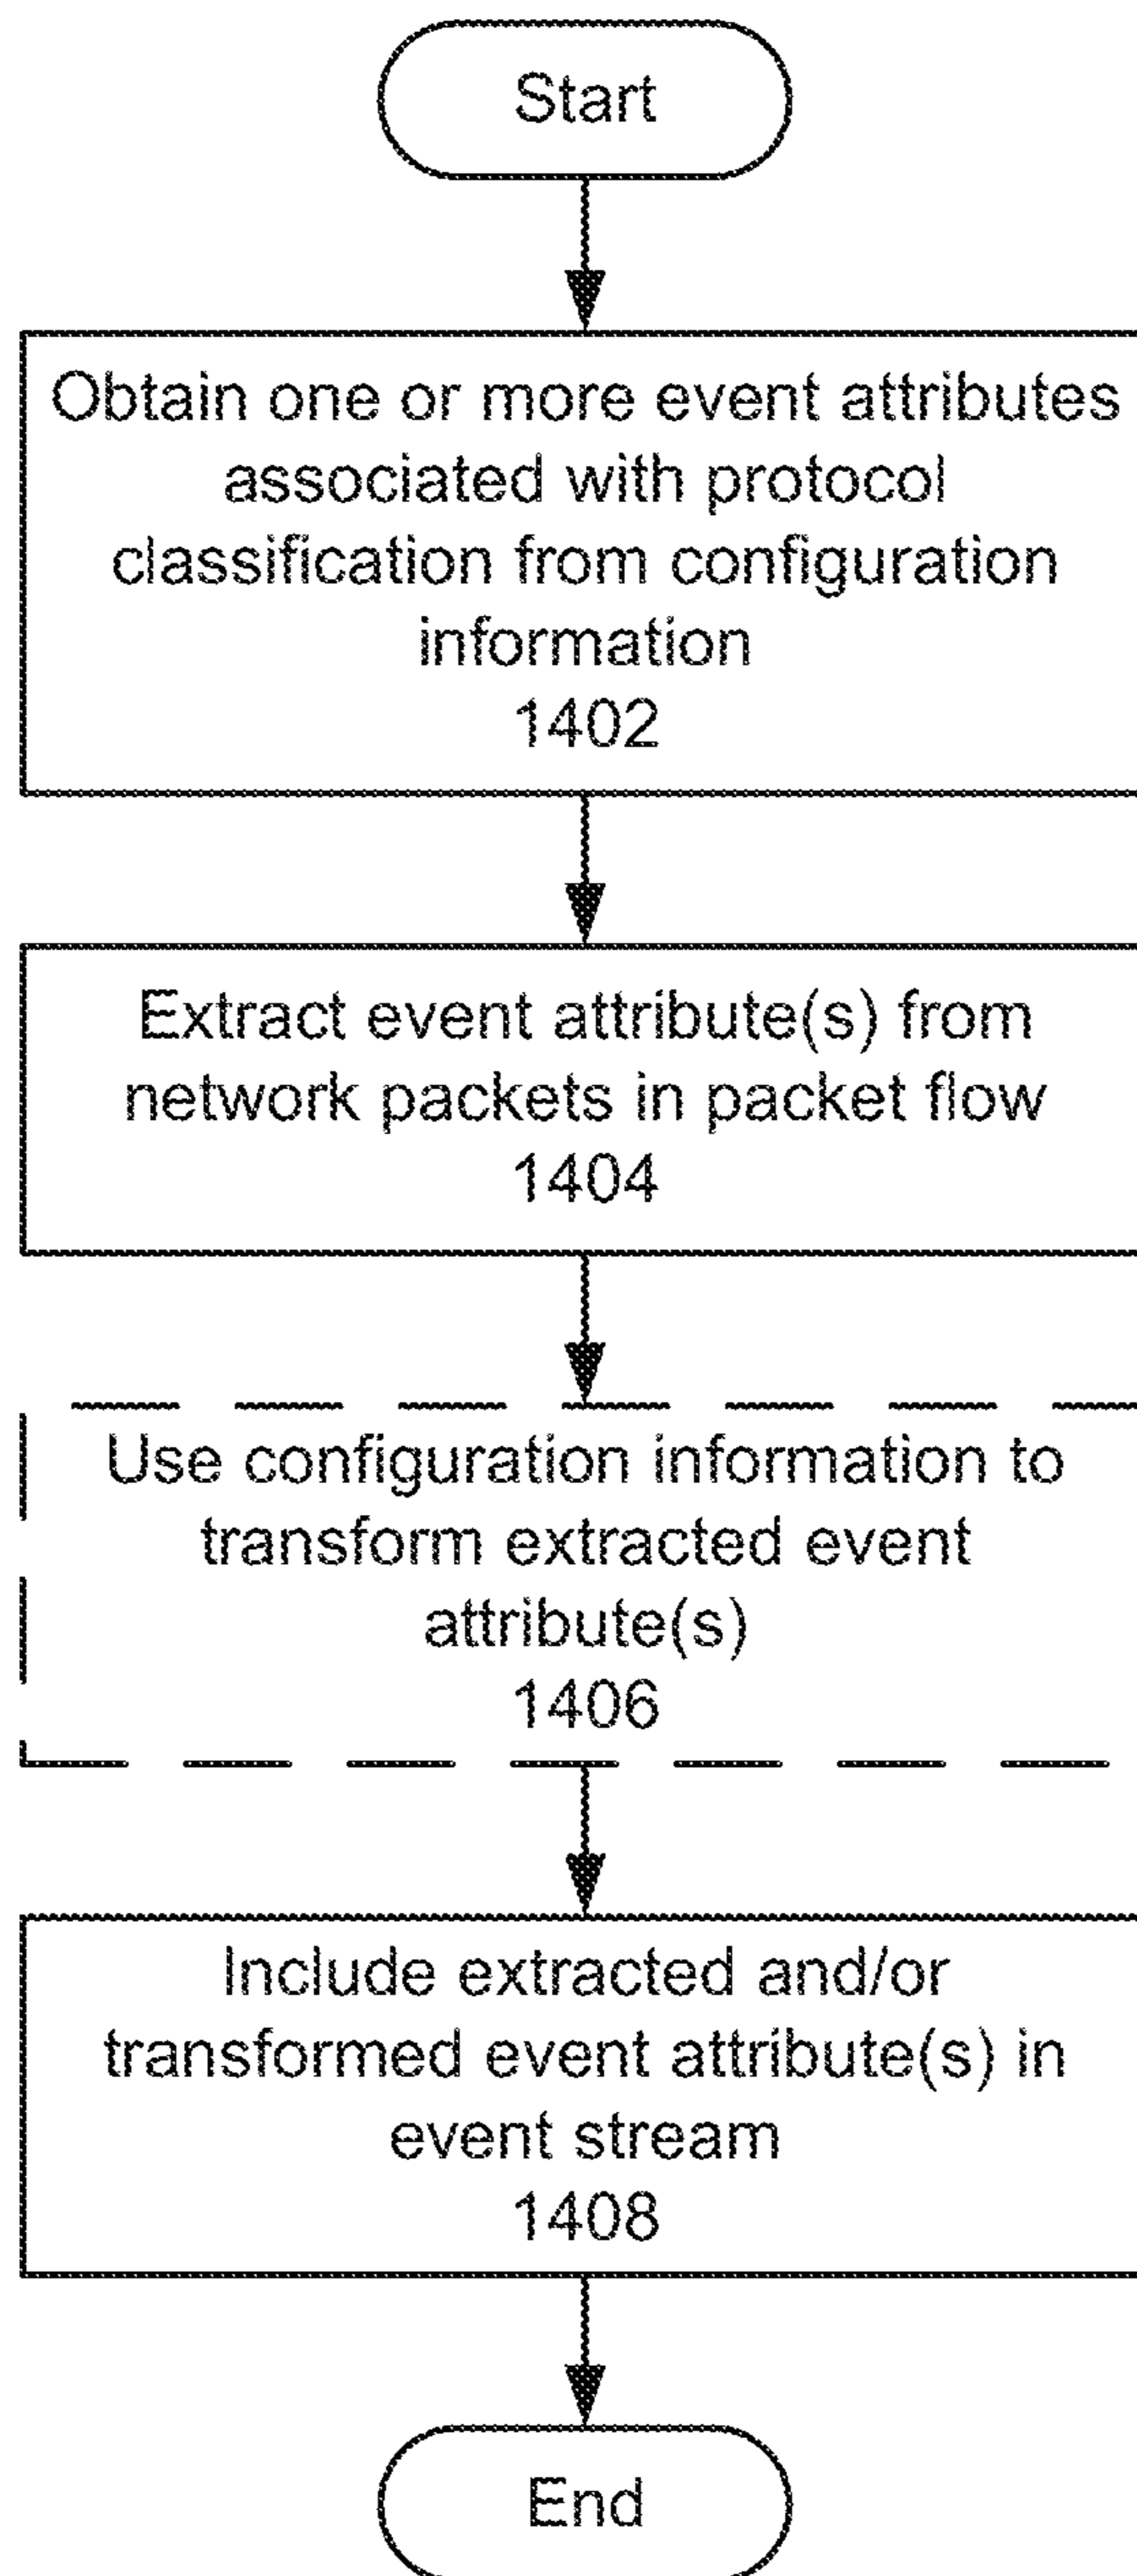 Start
Obtain one or more event attributes
associated with protocol
classification from configuration
information
1402
Extract event attribute(s) from
network packets in packet flow
1404
Use configuration information to
transform extracted event
attribute(s)
1406
Include extracted and/or
transformed event attribute(s) in
event stream
1408
End